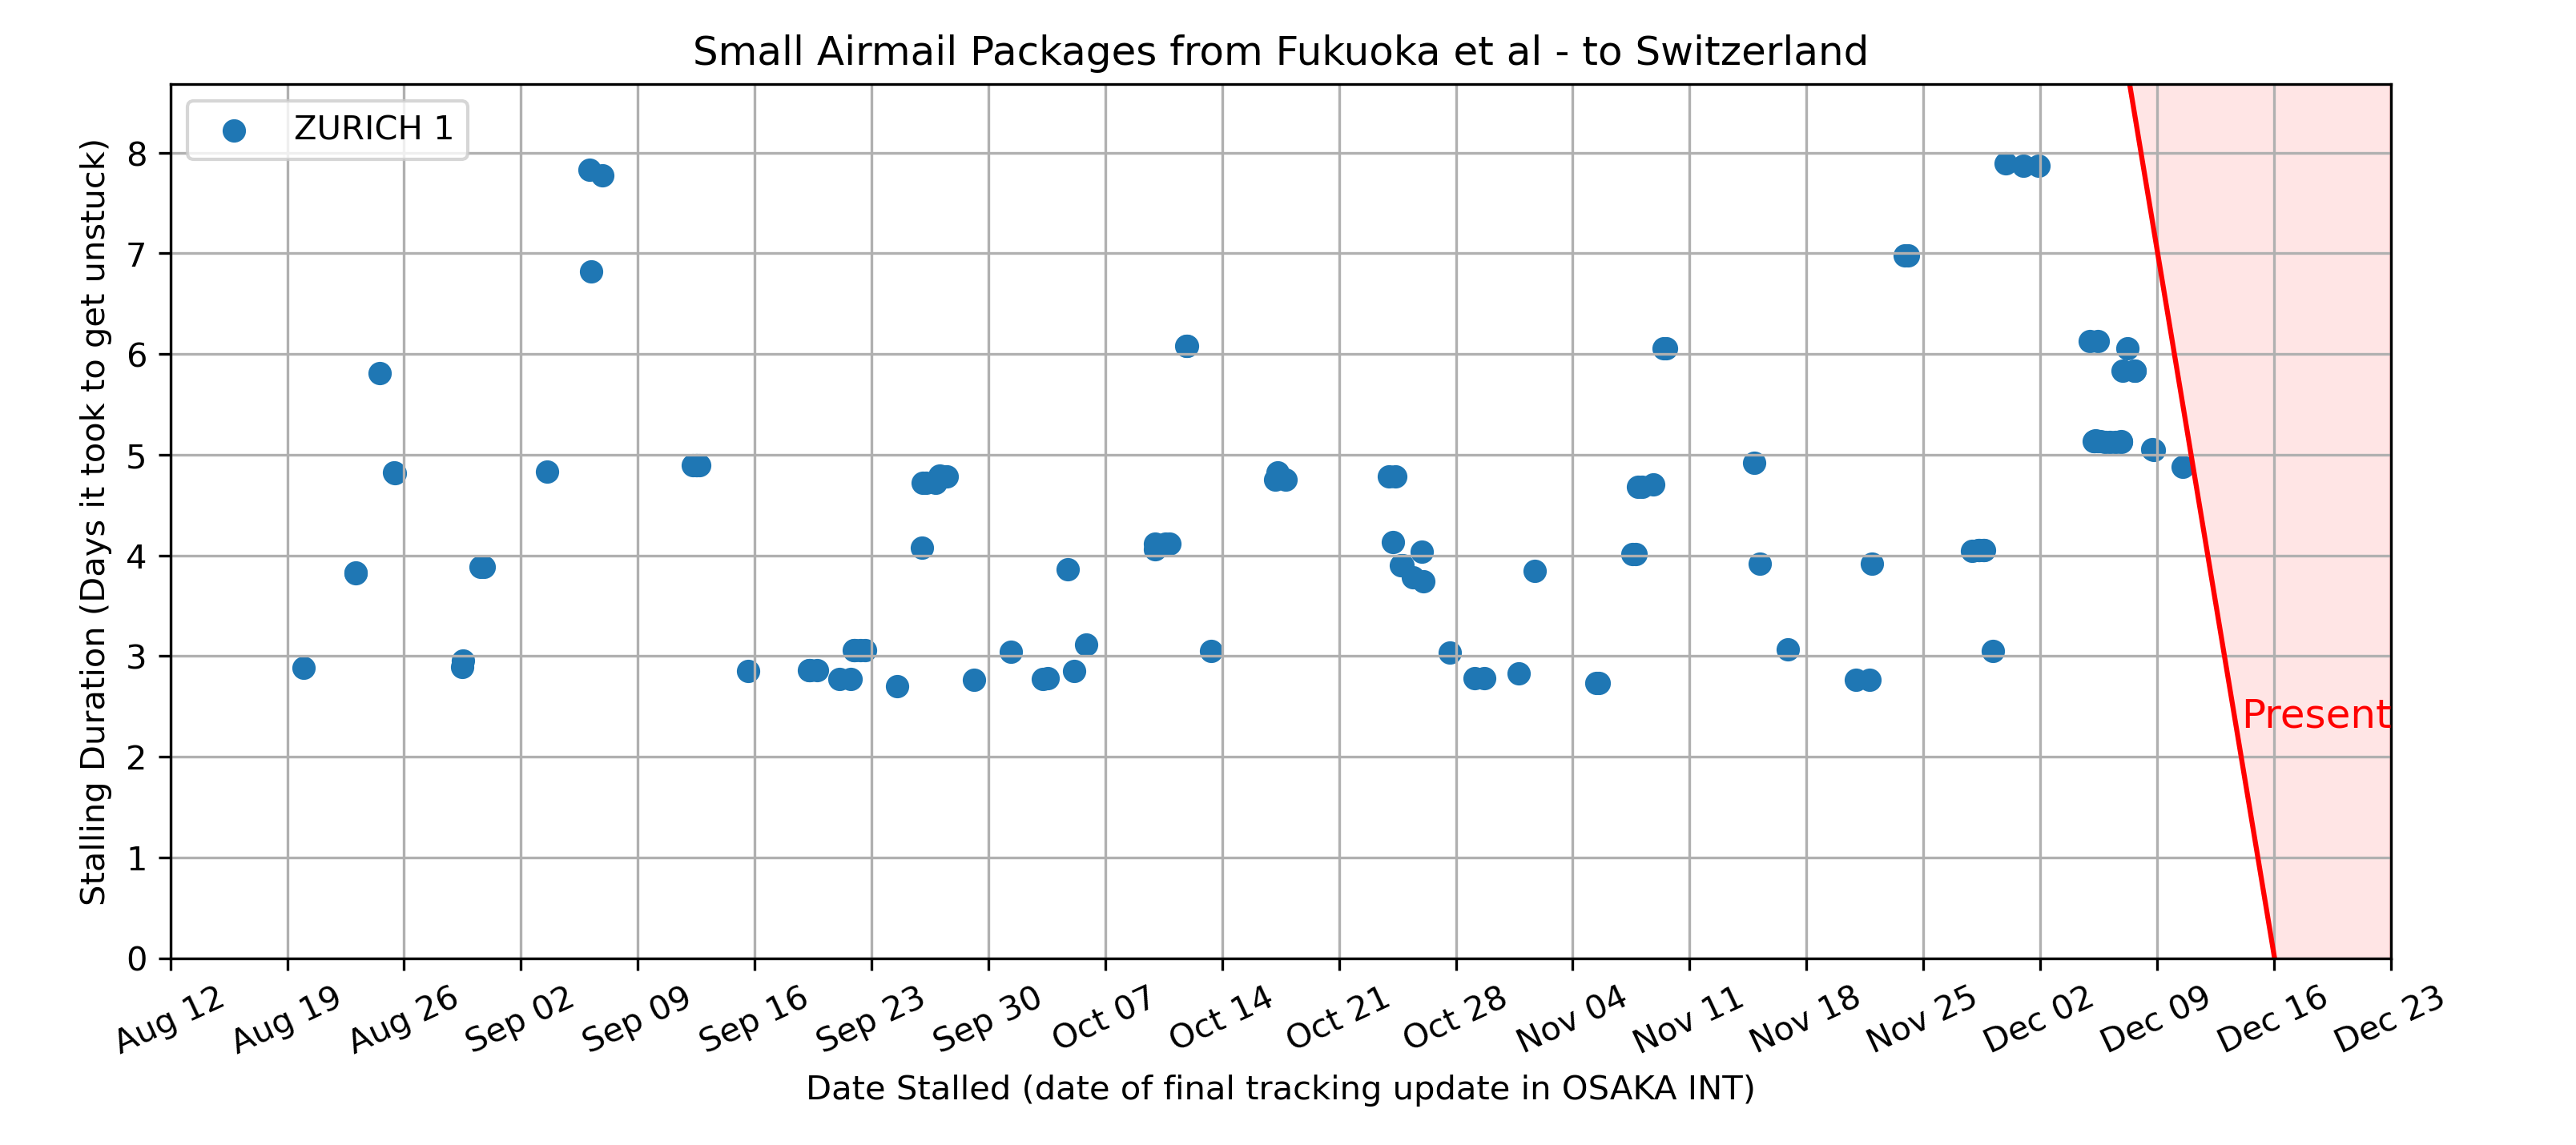 Small Airmail Packages from Fukuoka et al - to Switzerland
ZURICH 1
Stalling Duration (Days it took to get unstuck)
8
7
6
5
4
3
2
1
0
Present
Aug 12
Aug 19
Aug 26
Sep 02
Sep 09
Sep 16
Sep 23
Sep 30
Oct 07
Oct 14
Oct 21
Oct 28
Nov 04
Nov 11
Nov 18
Nov 25
Dec 02
Dec 09
Dec 16
Dec 23
Date Stalled (date of final tracking update in OSAKA INT)